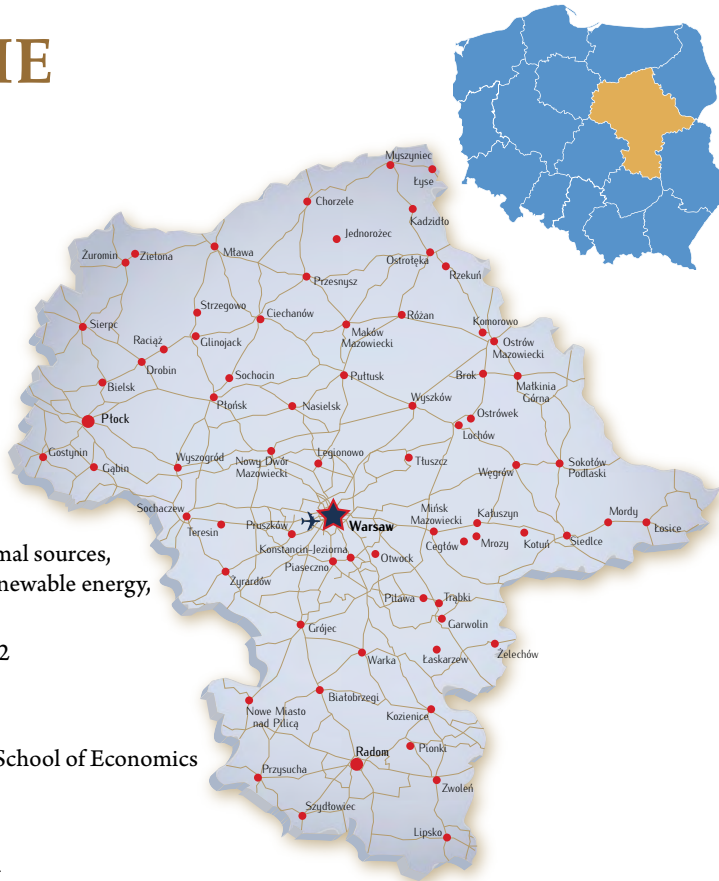 IE
Myszyniec
Łyse
Chorzele
Kadzidło
Jednorożec
Żuromin
Zielona
Mława
Ostrołęka
Rzekuń
Przesnysz
Strzegowo
Ciechanów
Różan
Sierpc
Komorowo
Raciąż
Glinojack
Maków
Mazowiecki
Ostrów
Mazowiecki
Drobin
Bielsk
Sochocin
Pułtusk
Brok
Małkinia
Górna
Płońsk
Nasielsk
Wyszków
Płock
Ostrówek
Łochów
Gostynin
Gąbin
Wyszogród
Nowy Dwór
Mazowiecki
Legionowo
Tłuszcz
Węgrów
Sokołów
Podlaski
Sochaczew
Teresin
Pruszków
Warsaw
Mińsk
Mazowiecki
Kałuszyn
Mordy
Łosice
Konstancin-Jeziorna
Piaseczno
Otwock
Cęgłów
Mrozy
Kotuń
Siedlce
mal sources,
newable energy,
Żyrardów
Pilawa
Trąbki
Garwolin
Grójec
2
Warka
Łaskarzew
Żelechów
Białobrzegi
Nowe Miasto
nad Pilicą
Kozienice
School of Economics
Radom
Pionki
Przysucha
Zwoleń
Szydłowiec
Lipsko